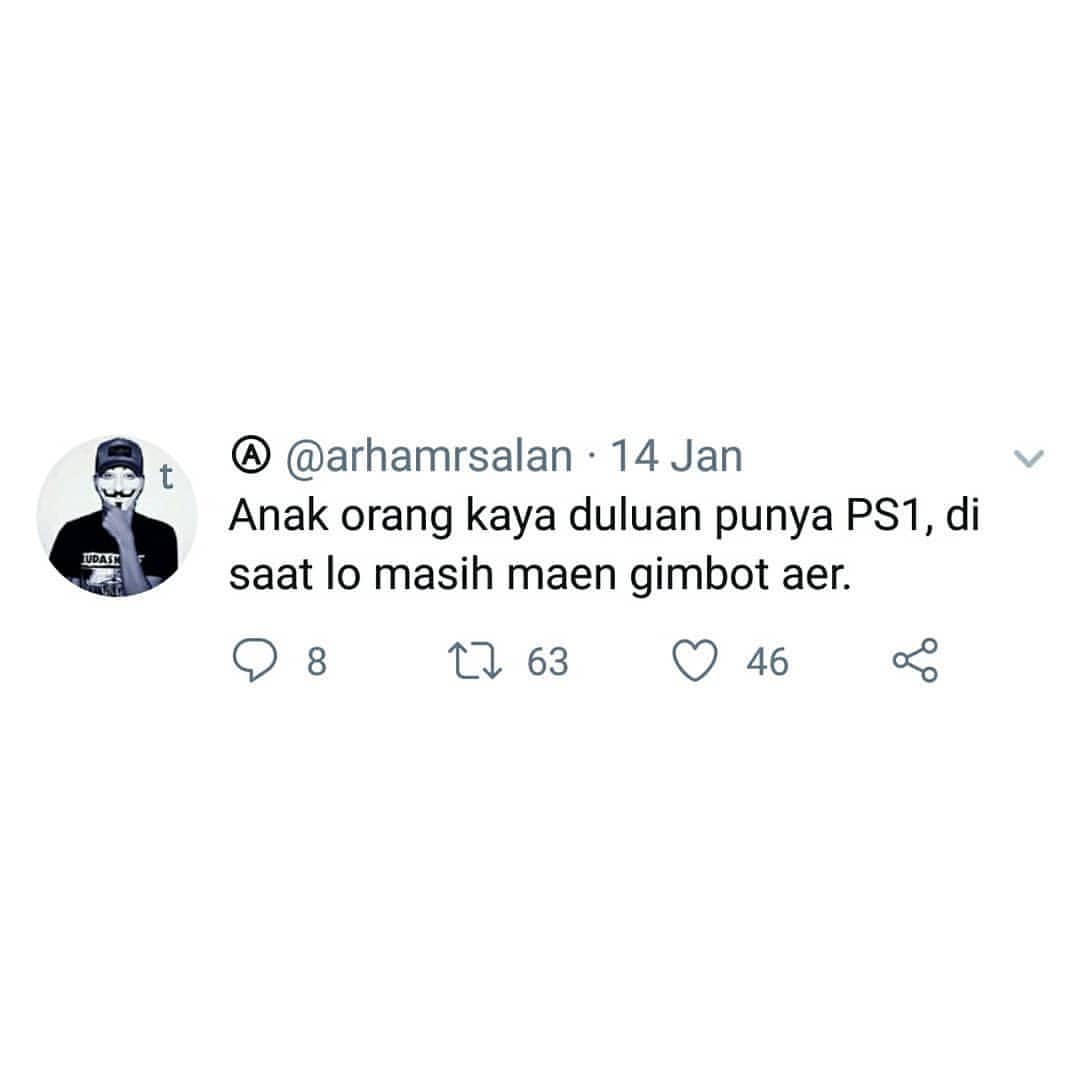 Ⓐ @arhamrsalan · 14 Jan
Anak orang kaya duluan punya PS1, di
saat lo masih maen gimbot aer.
8 63 46
t